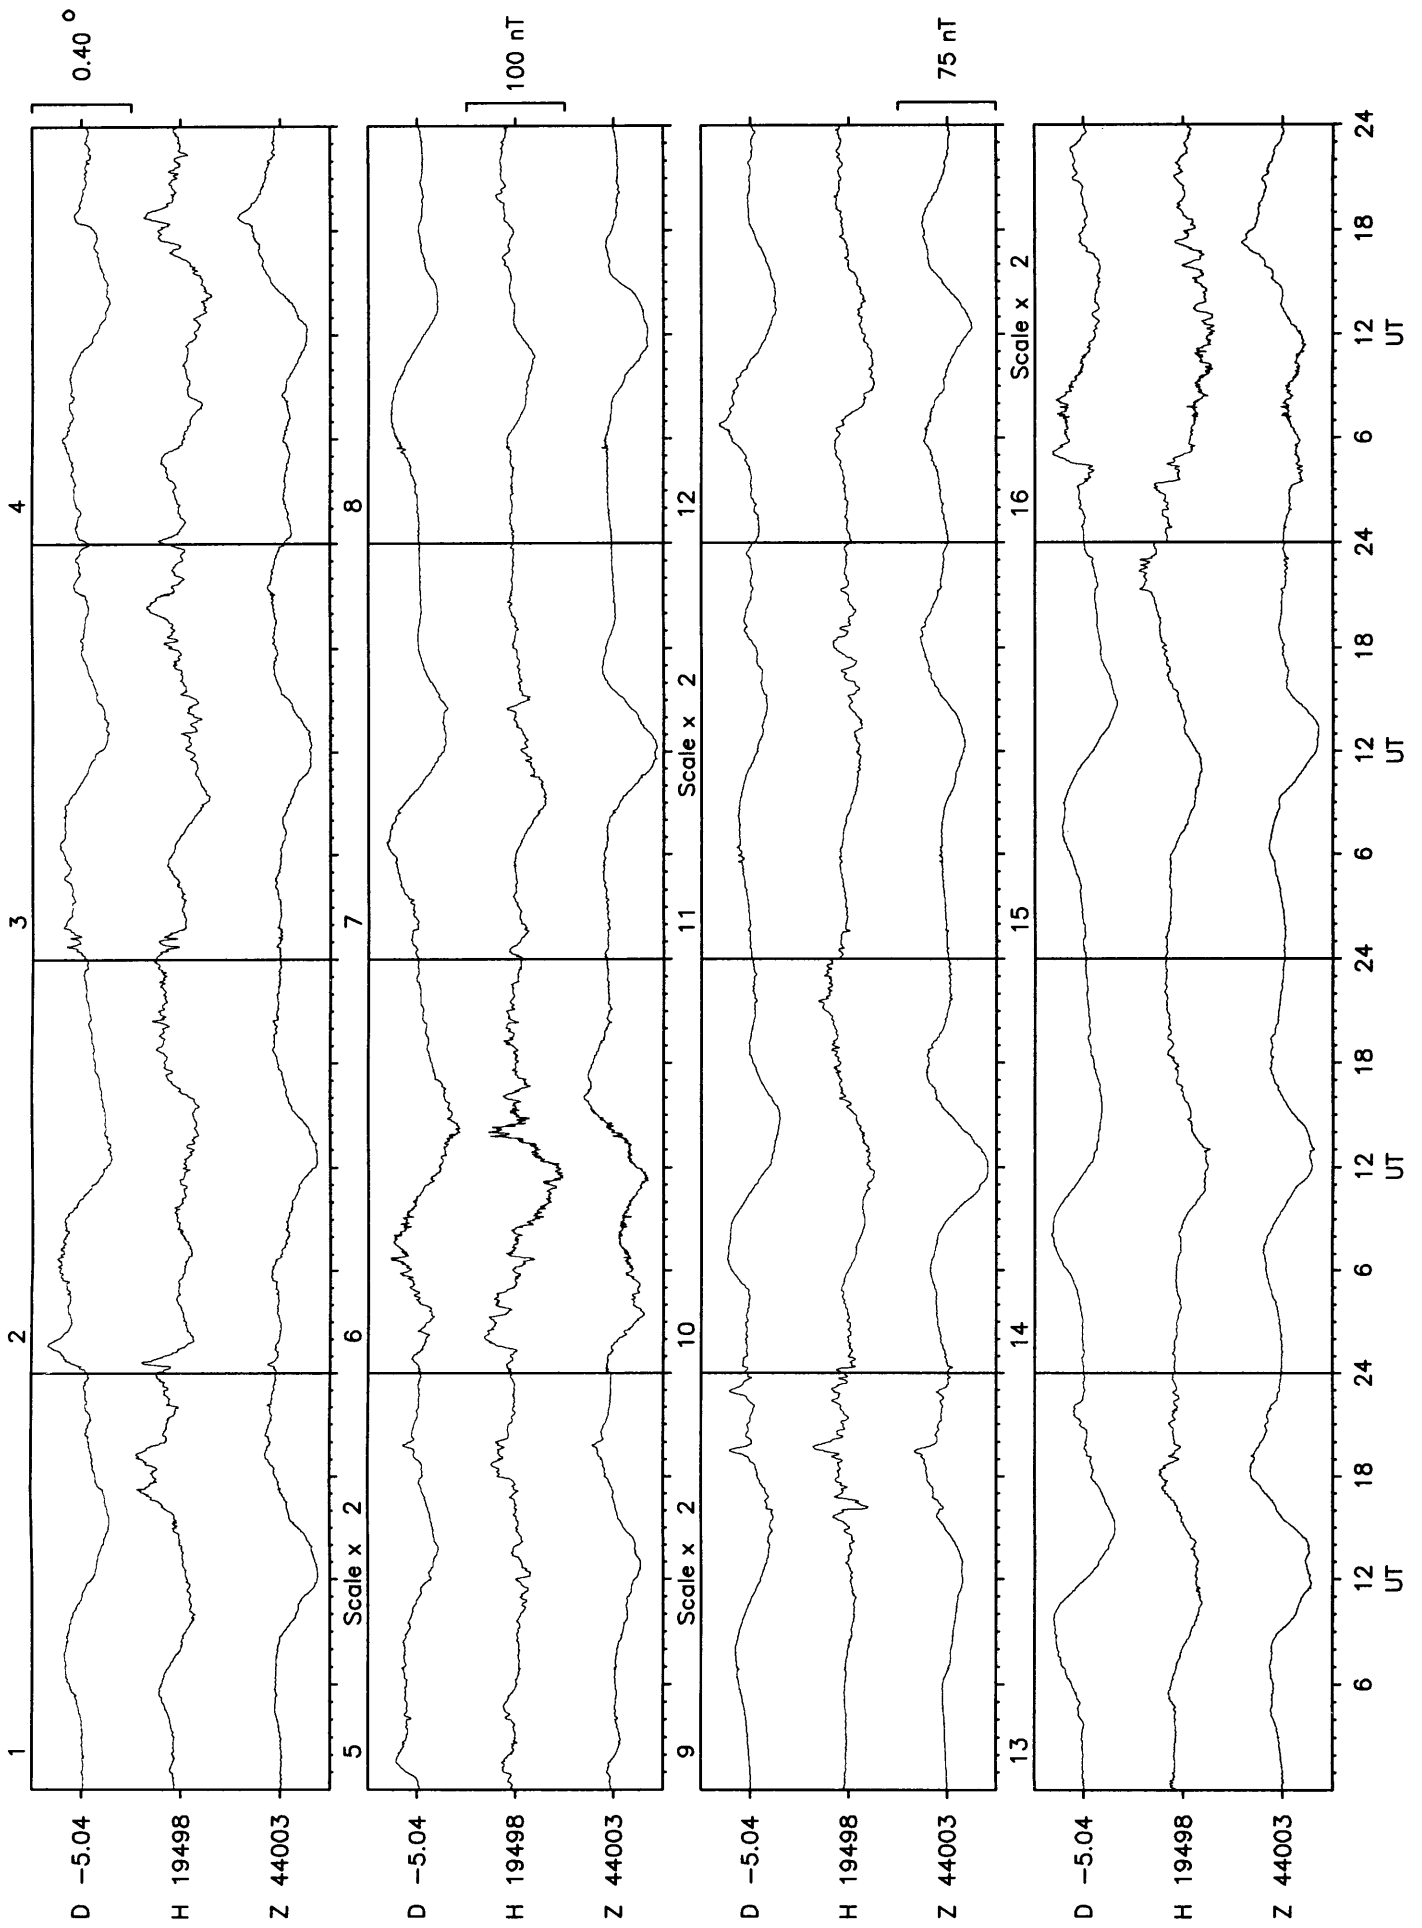 1 2 3 4
D -5.04
0.40 °
H 19498
Z 44003
5 Scale x 2 6 7 8
D -5.04
H 19498
100 nT
Z 44003
9 Scale x 2 10 11 Scale x 2 12
D -5.04
H 19498
Z 44003
75 nT
13 14 15 16 Scale x 2
D -5.04
H 19498
Z 44003
6 12 18 24 6 12 18 24 6 12 18 24 6 12 18 24
UT UT UT UT